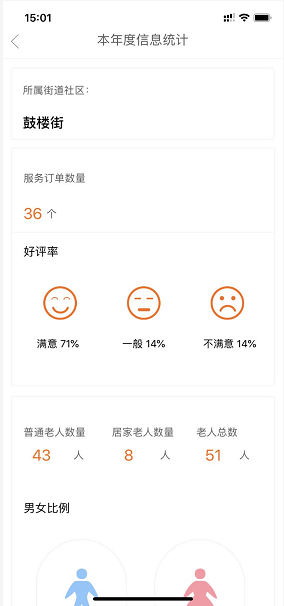 15:01
本年度信息统计
所属街道社区：
鼓楼街
服务订单数量
36 个
好评率
满意 71% 一般 14% 不满意 14%
普通老人数量 居家老人数量 老人总数
43 人 8 人 51 人
男女比例